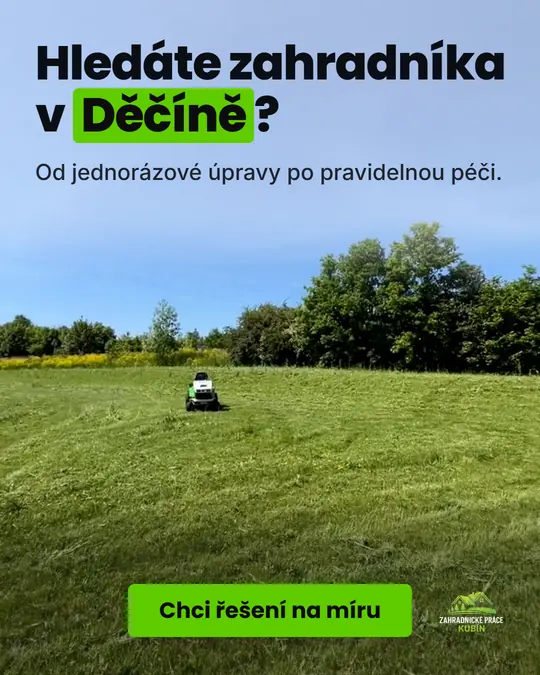 Hledáte zahradníka
v Děčíně?
Od jednorázové úpravy po pravidelnou péči.
Chci řešení na míru
ZAHRADNICKÉ PRÁCE
KUBÍN